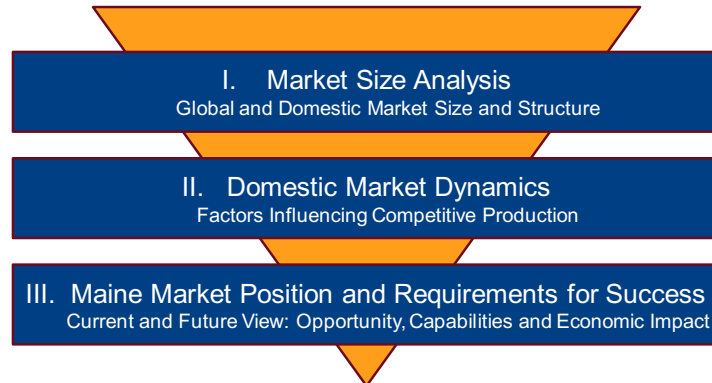 I. Market Size Analysis
Global and Domestic Market Size and Structure
II. Domestic Market Dynamics
Factors Influencing Competitive Production
III. Maine Market Position and Requirements for Success
Current and Future View: Opportunity, Capabilities and Economic Impact